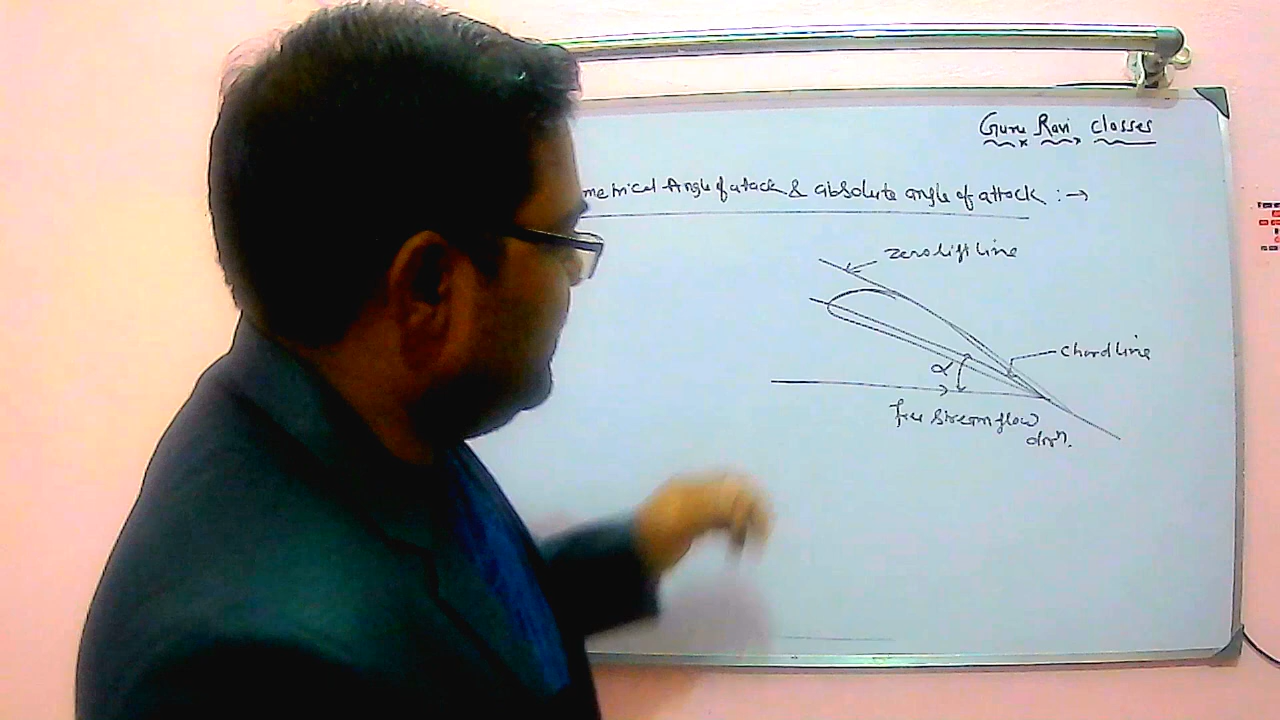 Guru Ravi classes
metrical Angle of atack & absolute angle of attack :→
zero lift line
chord line
α
free stream flow
dirⁿ.